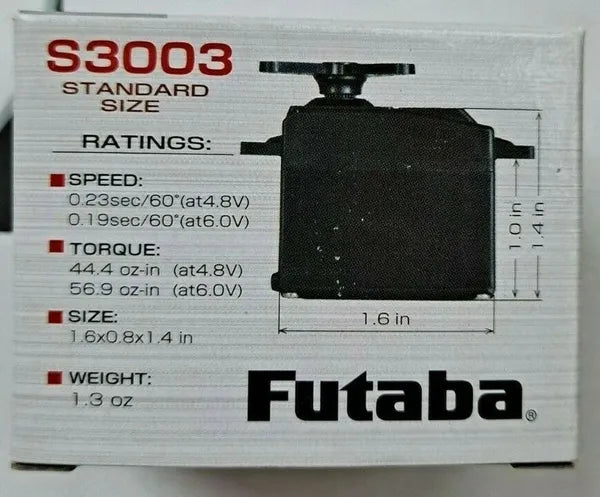 S3003
STANDARD
SIZE
RATINGS:
SPEED:
0.23sec/60°(at4.8V)
0.19sec/60°(at6.0V)
TORQUE:
44.4 oz-in (at4.8V)
56.9 oz-in (at6.0V)
SIZE:
1.6x0.8x1.4 in
WEIGHT:
1.3 oz
1.0 in
1.4 in
1.6 in
Futaba®